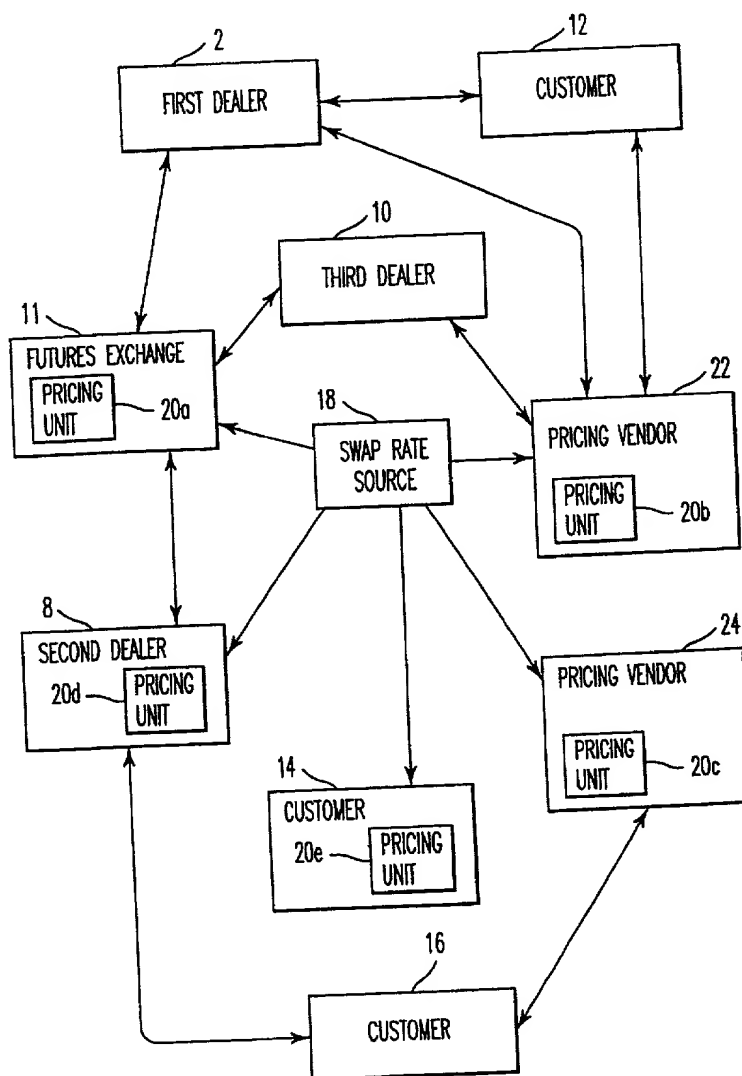 2
FIRST DEALER
12
CUSTOMER
10
THIRD DEALER
11
FUTURES EXCHANGE
PRICING
UNIT
20a
18
SWAP RATE
SOURCE
22
PRICING VENDOR
PRICING
UNIT
20b
8
SECOND DEALER
20d
PRICING
UNIT
24
PRICING VENDOR
PRICING
UNIT
20c
14
CUSTOMER
20e
PRICING
UNIT
16
CUSTOMER